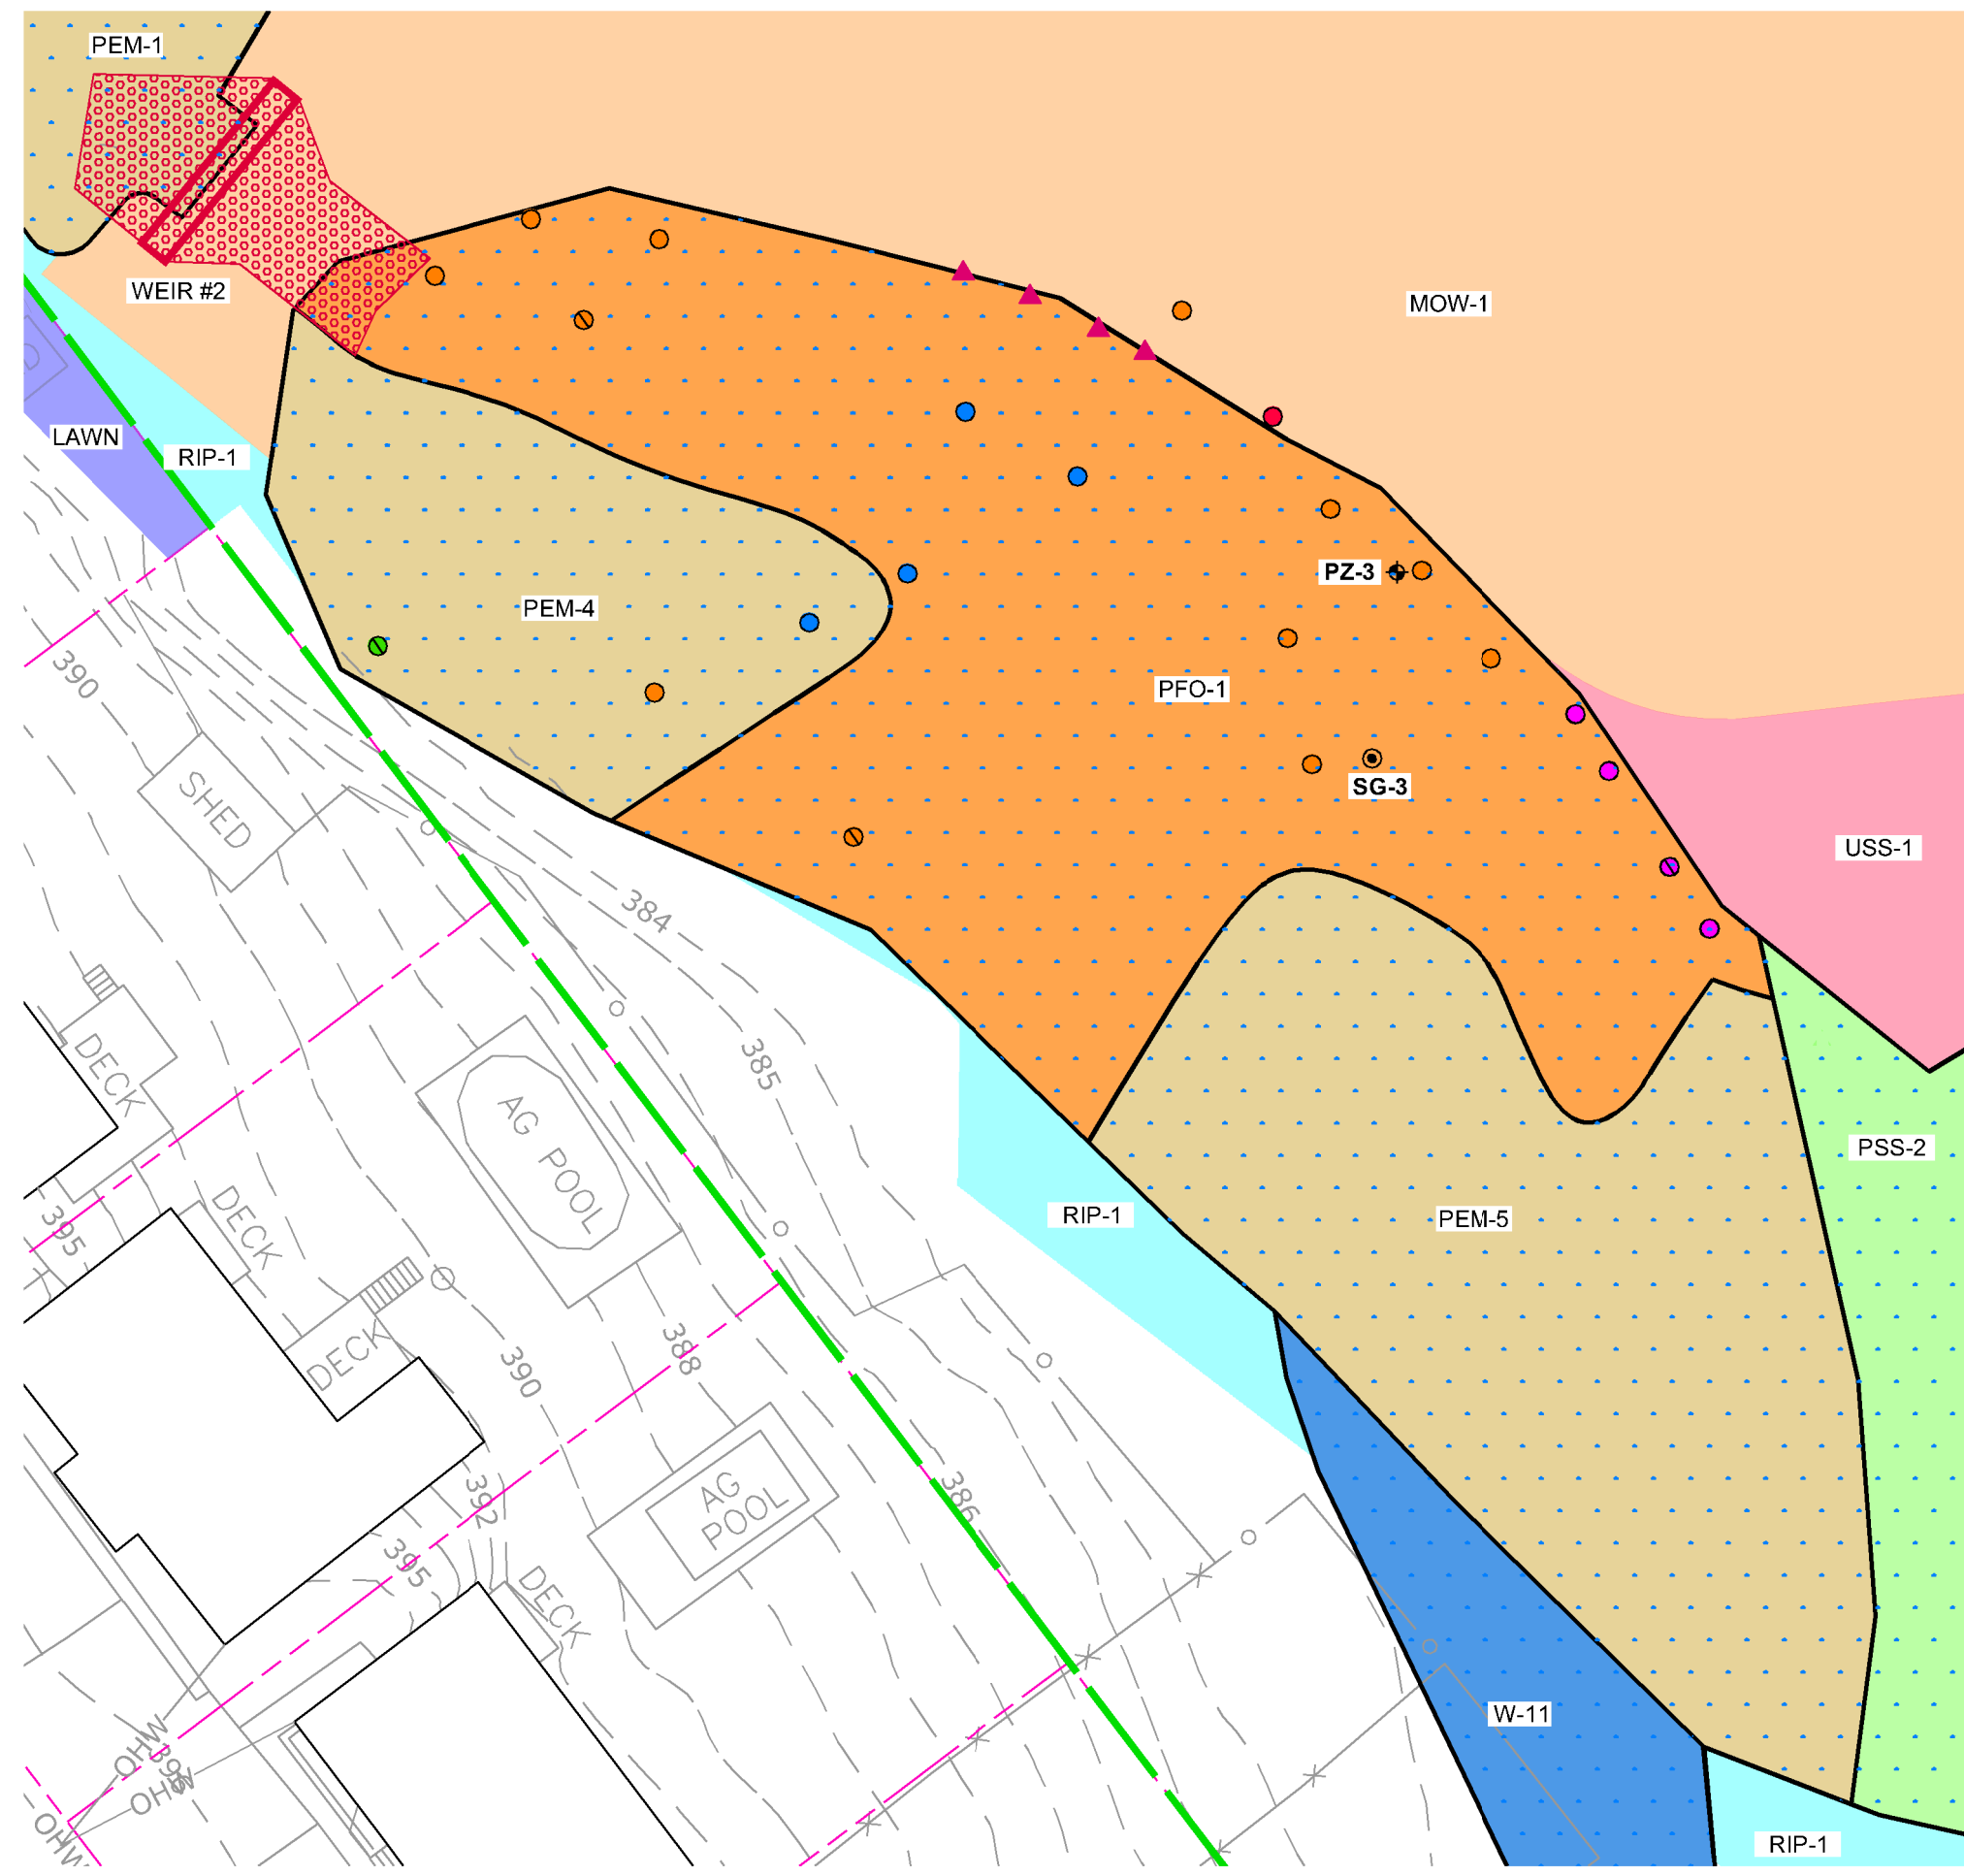 PEM-1
WEIR #2
MOW-1
LAWN
RIP-1
PZ-3
PEM-4
390
PFO-1
SHED
SG-3
USS-1
384
DECK
385
AG POOL
PSS-2
DECK
395
RIP-1
PEM-5
DECK
390
388
AG
POOL
386
392
395
DECK
W-11
OHW
396
OHW
OHW
RIP-1